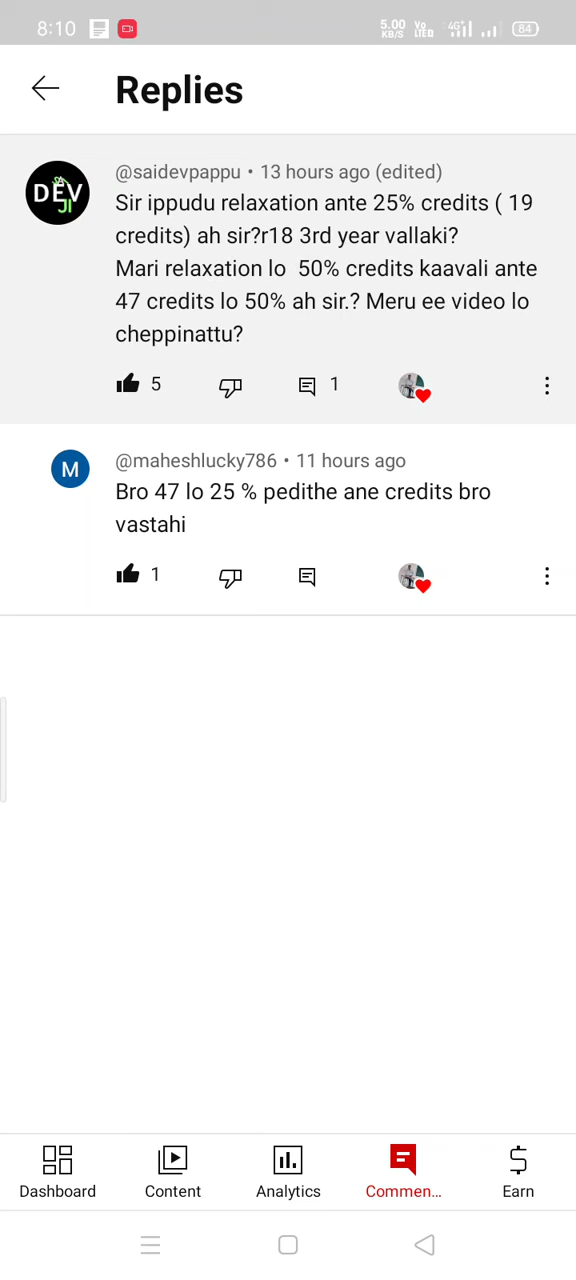 8:10
5.00 KB/S
Vo LTED
4G+
84
Replies
@saidevpappu • 13 hours ago (edited)
DEV
JI
Sir ippudu relaxation ante 25% credits ( 19
credits) ah sir?r18 3rd year vallaki?
Mari relaxation lo  50% credits kaavali ante
47 credits lo 50% ah sir.? Meru ee video lo
cheppinattu?
5
1
M
@maheshlucky786 • 11 hours ago
Bro 47 lo 25 % pedithe ane credits bro
vastahi
1
Dashboard
Content
Analytics
Commen...
Earn